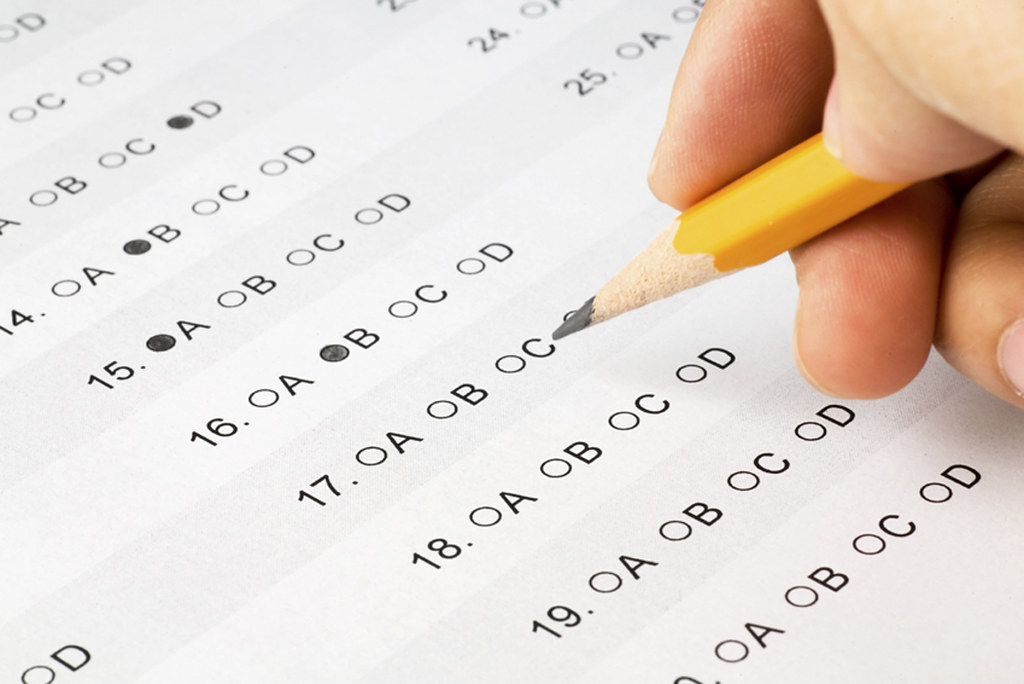 D
C D
B C D
14. A B C D
15. A B C D
16. A B C D
17. A B C
18. A B C D
19. A B C D
A B C D
D
24.
25. A